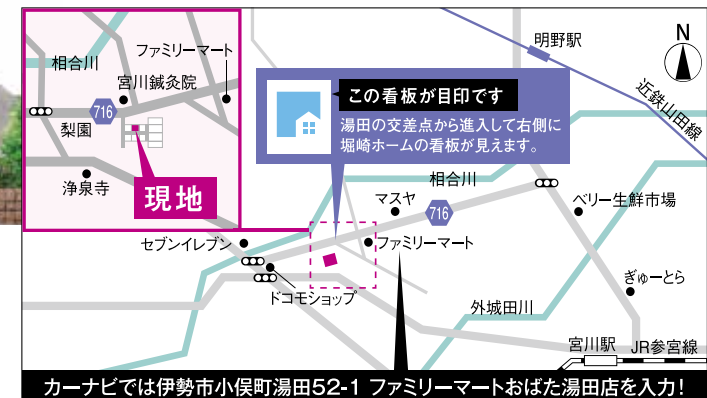 相合川
ファミリーマート
宮川鍼灸院
716
梨園
浄泉寺
現地
この看板が目印です
湯田の交差点から進入して右側に
堀崎ホームの看板が見えます。
明野駅
N
近鉄山田線
相合川
マスヤ
716
ベリー生鮮市場
セブンイレブン
ファミリーマート
ドコモショップ
ぎゅーとら
外城田川
宮川駅
JR参宮線
カーナビでは伊勢市小俣町湯田52-1 ファミリーマートおばた湯田店を入力!